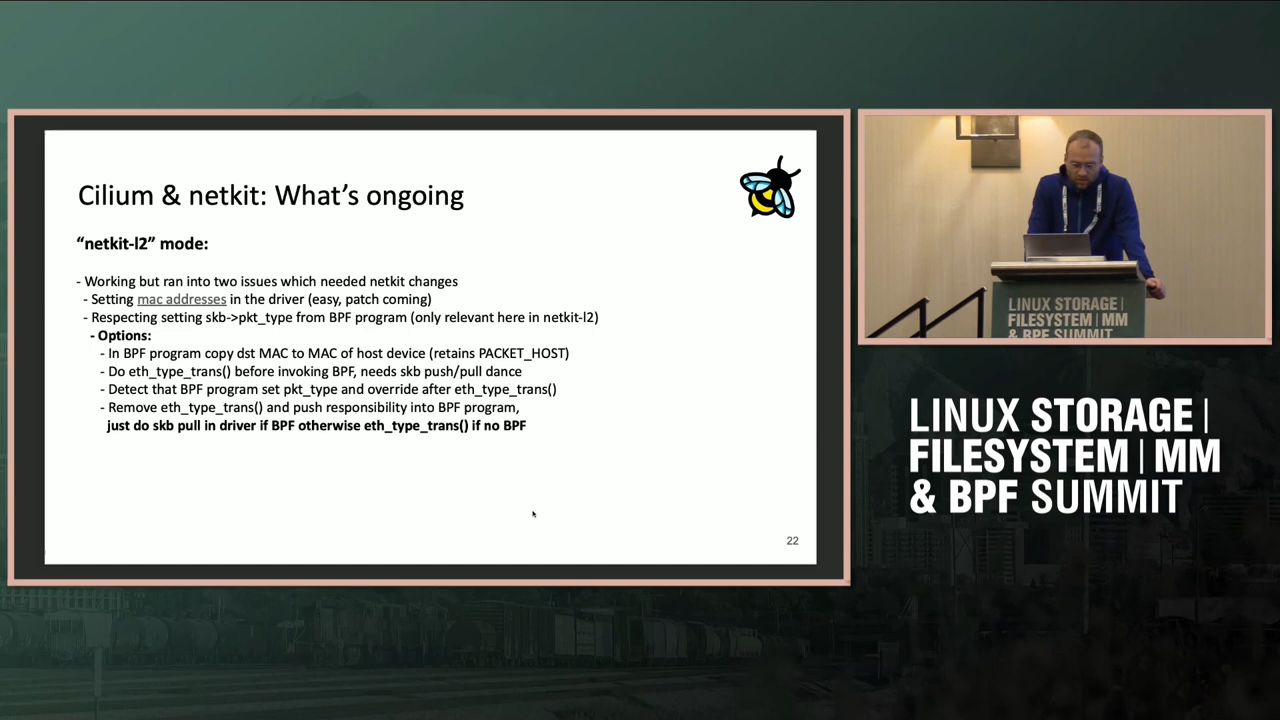 Cilium & netkit: What's ongoing
“netkit-l2” mode:
- Working but ran into two issues which needed netkit changes
- Setting mac addresses in the driver (easy, patch coming)
- Respecting setting skb->pkt_type from BPF program (only relevant here in netkit-l2)
- Options:
- In BPF program copy dst MAC to MAC of host device (retains PACKET_HOST)
- Do eth_type_trans() before invoking BPF, needs skb push/pull dance
- Detect that BPF program set pkt_type and override after eth_type_trans()
- Remove eth_type_trans() and push responsibility into BPF program,
just do skb pull in driver if BPF otherwise eth_type_trans() if no BPF
22
LINUX STORAGE |
FILESYSTEM | MM
& BPF SUMMIT
LINUX STORAGE |
FILESYSTEM | MM
& BPF SUMMIT